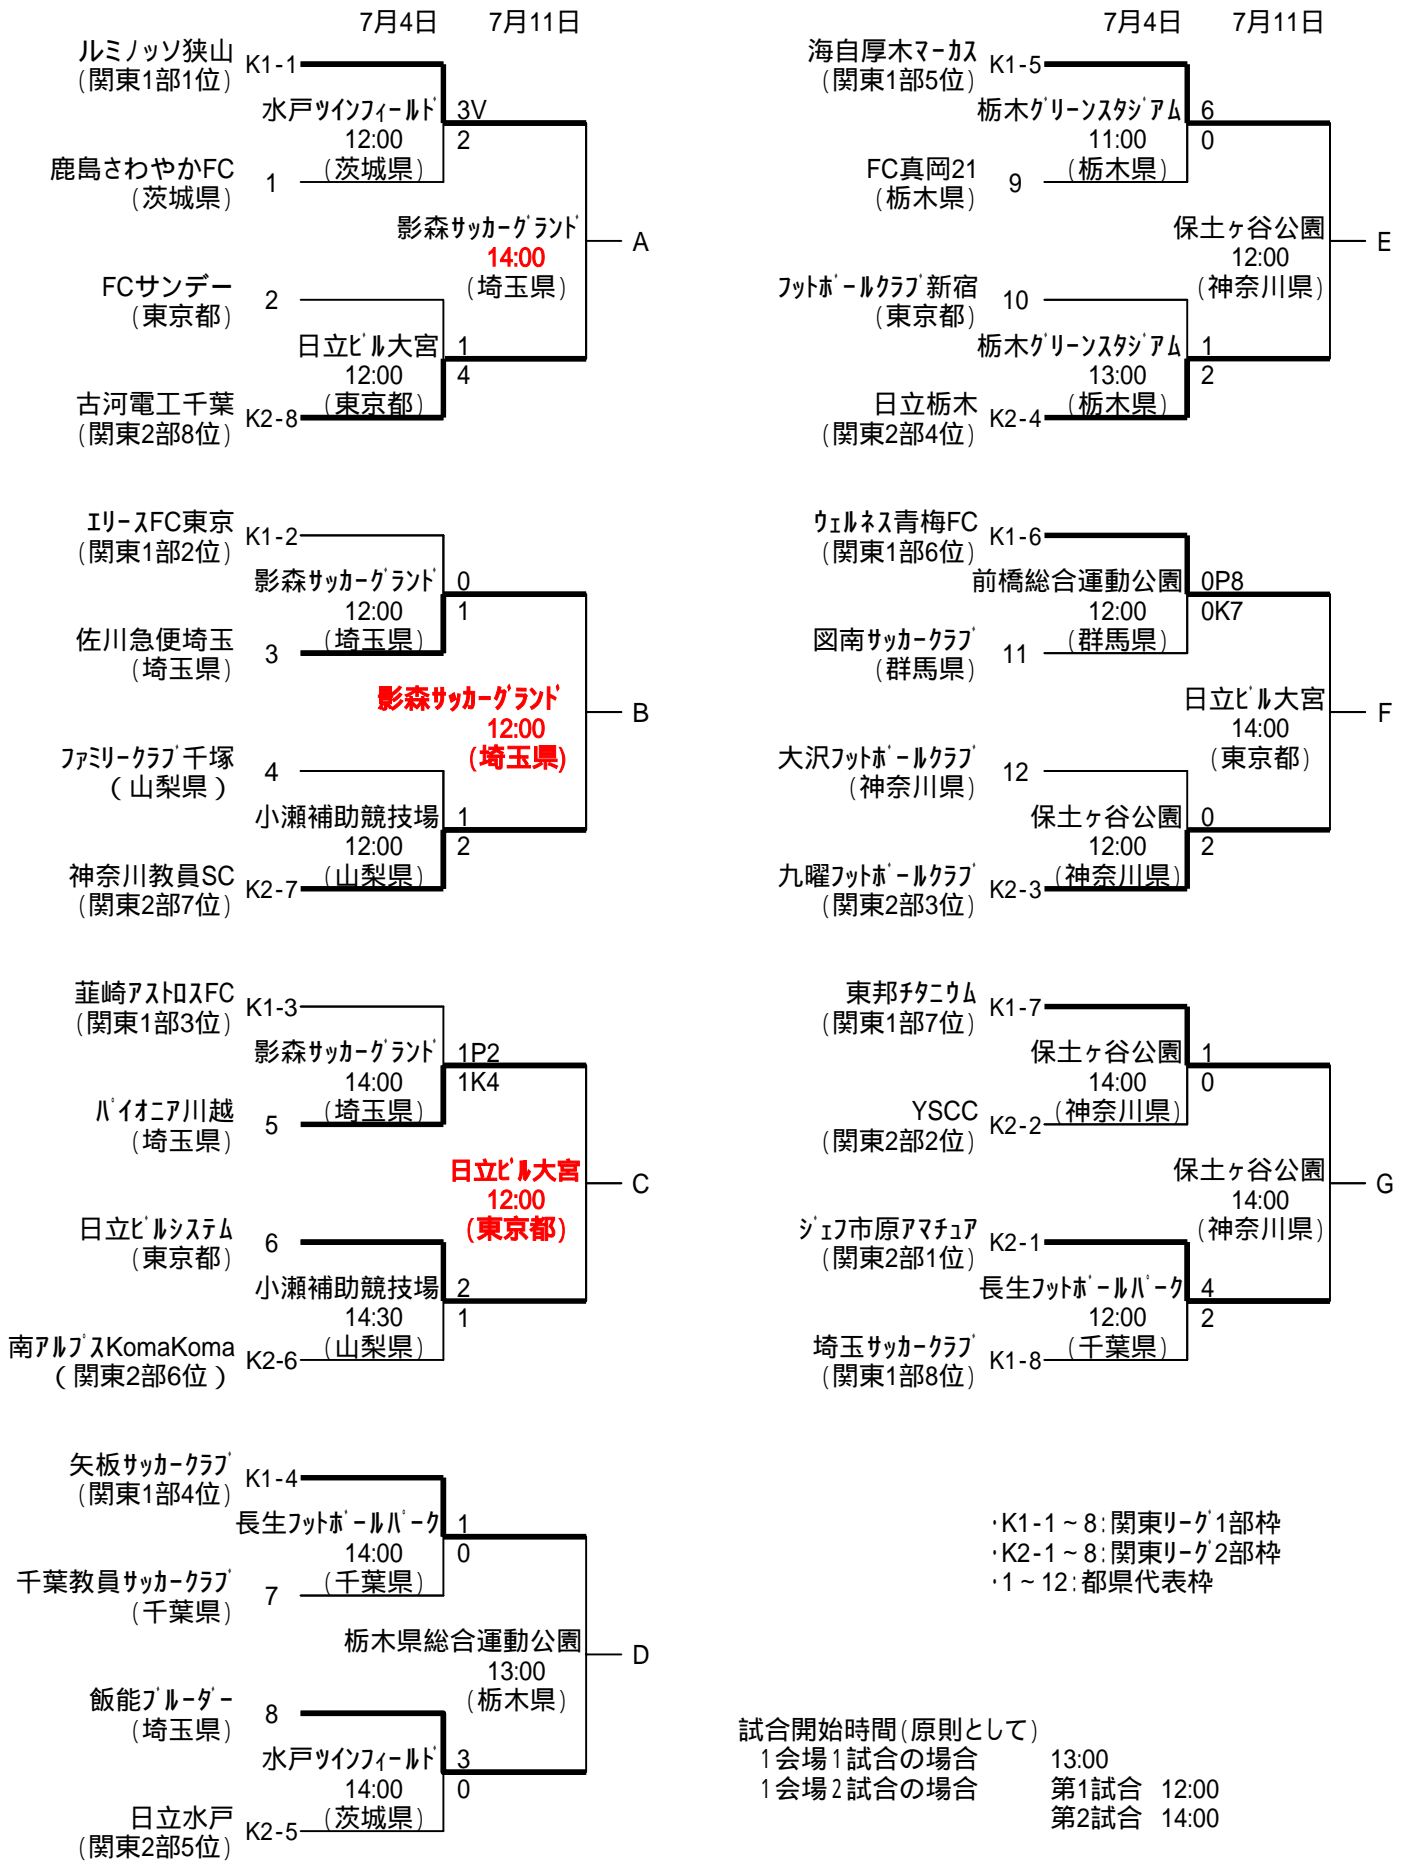 7月4日 7月11日
ルミノッソ狭山
(関東1部1位) K1-1
水戸ﾂｲﾝﾌｨｰﾙﾄﾞ 3V
12:00 2
(茨城県)
鹿島さわやかFC
(茨城県) 1
影森ｻｯｶｰｸﾞﾗﾝﾄﾞ
14:00
(埼玉県)
A
FCサンデー
(東京都) 2
日立ﾋﾞﾙ大宮 1
12:00 4
(東京都)
古河電工千葉
(関東2部8位) K2-8
ｴﾘｰｽFC東京
(関東1部2位) K1-2
影森ｻｯｶｰｸﾞﾗﾝﾄﾞ 0
12:00 1
(埼玉県)
佐川急便埼玉
(埼玉県) 3
影森ｻｯｶｰｸﾞﾗﾝﾄﾞ
12:00
(埼玉県)
B
ﾌｧﾐﾘｰｸﾗﾌﾞ千塚
(山梨県) 4
小瀬補助競技場 1
12:00 2
(山梨県)
神奈川教員SC
(関東2部7位) K2-7
韮崎ｱｽﾄﾛｽFC
(関東1部3位) K1-3
影森ｻｯｶｰｸﾞﾗﾝﾄﾞ 1P2
14:00 1K4
(埼玉県)
ﾊﾟｲｵﾆｱ川越
(埼玉県) 5
日立ﾋﾞﾙ大宮
12:00
(東京都)
C
日立ﾋﾞﾙｼｽﾃﾑ
(東京都) 6
小瀬補助競技場 2
14:30 1
(山梨県)
南ｱﾙﾌﾟｽKomaKoma
(関東2部6位) K2-6
矢板ｻｯｶｰｸﾗﾌﾞ
(関東1部4位) K1-4
長生ﾌｯﾄﾎﾞｰﾙﾊﾟｰｸ 1
14:00 0
(千葉県)
千葉教員ｻｯｶｰｸﾗﾌﾞ
(千葉県) 7
栃木県総合運動公園
13:00
(栃木県)
D
飯能ﾌﾞﾙｰﾀﾞｰ
(埼玉県) 8
水戸ﾂｲﾝﾌｨｰﾙﾄﾞ 3
14:00 0
(茨城県)
日立水戸
(関東2部5位) K2-5
7月4日 7月11日
海自厚木ﾏｰｶｽ
(関東1部5位) K1-5
栃木ｸﾞﾘｰﾝｽﾀｼﾞｱﾑ 6
11:00 0
(栃木県)
FC真岡21
(栃木県) 9
保土ヶ谷公園
12:00
(神奈川県)
E
ﾌｯﾄﾎﾞｰﾙｸﾗﾌﾞ新宿
(東京都) 10
栃木ｸﾞﾘｰﾝｽﾀｼﾞｱﾑ 1
13:00 2
(栃木県)
日立栃木
(関東2部4位) K2-4
ｳｪﾙﾈｽ青梅FC
(関東1部6位) K1-6
前橋総合運動公園 0P8
12:00 0K7
(群馬県)
図南ｻｯｶｰｸﾗﾌﾞ
(群馬県) 11
日立ﾋﾞﾙ大宮
14:00
(東京都)
F
大沢ﾌｯﾄﾎﾞｰﾙｸﾗﾌﾞ
(神奈川県) 12
保土ヶ谷公園 0
12:00 2
(神奈川県)
九曜ﾌｯﾄﾎﾞｰﾙｸﾗﾌﾞ
(関東2部3位) K2-3
東邦ﾁﾀﾆｳﾑ
(関東1部7位) K1-7
保土ヶ谷公園 1
14:00 0
(神奈川県)
YSCC
(関東2部2位) K2-2
保土ヶ谷公園
14:00
(神奈川県)
G
ｼﾞｪﾌ市原ｱﾏﾁｭｱ
(関東2部1位) K2-1
長生ﾌｯﾄﾎﾞｰﾙﾊﾟｰｸ 4
12:00 2
(千葉県)
埼玉ｻｯｶｰｸﾗﾌﾞ
(関東1部8位) K1-8
･K1-1～8:関東ﾘｰｸﾞ1部枠
･K2-1～8:関東ﾘｰｸﾞ2部枠
･1～12:都県代表枠
試合開始時間(原則として)
1会場1試合の場合 13:00
1会場2試合の場合 第1試合 12:00
第2試合 14:00